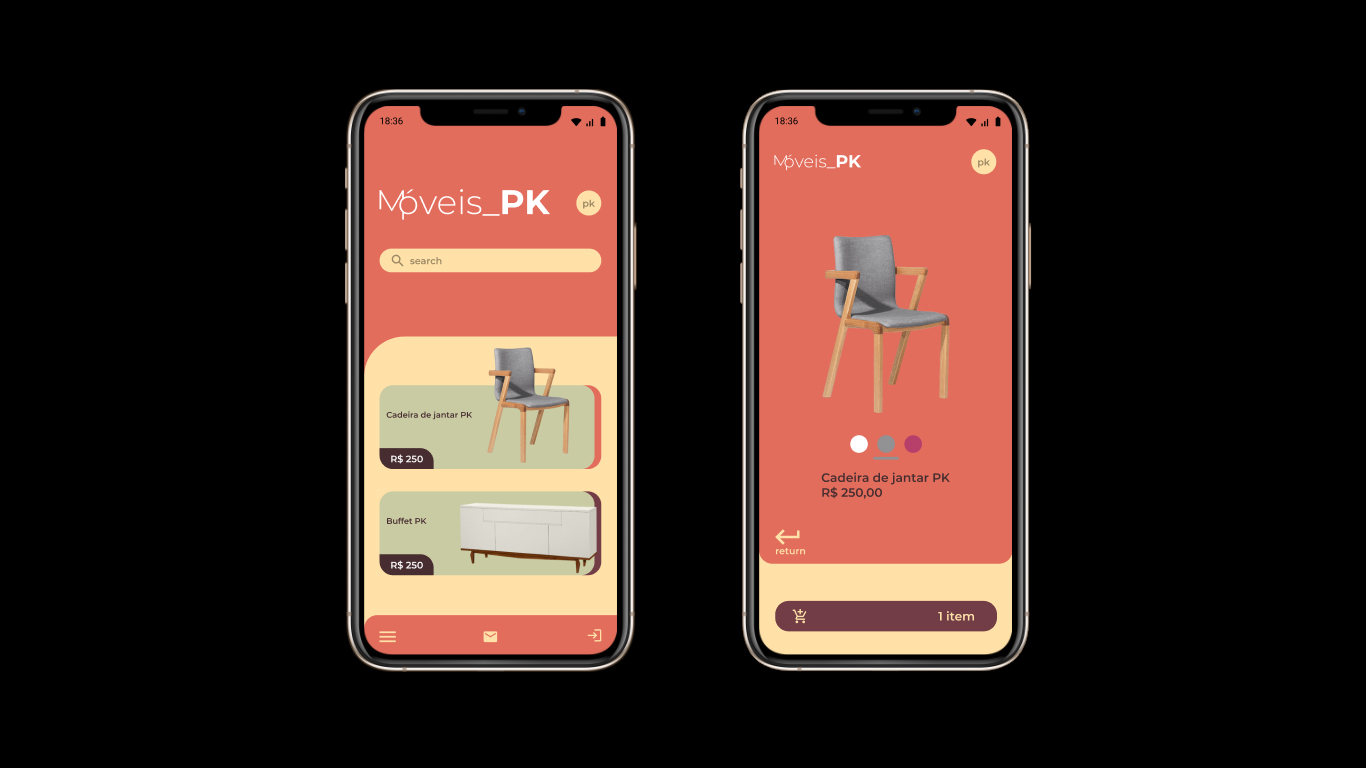 18:36
Móveis_PK
pk
search
Cadeira de jantar PK
R$ 250
Buffet PK
R$ 250
18:36
Móveis_PK
pk
Cadeira de jantar PK
R$ 250,00
return
1 item